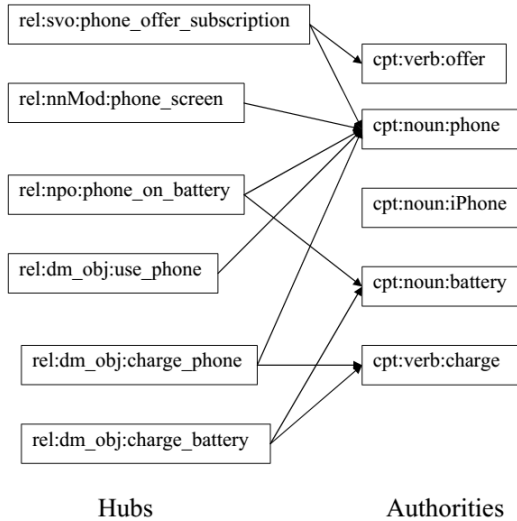 rel:svo:phone_offer_subscription
cpt:verb:offer
rel:nnMod:phone_screen
cpt:noun:phone
rel:npo:phone_on_battery
cpt:noun:iPhone
rel:dm_obj:use_phone
cpt:noun:battery
rel:dm_obj:charge_phone
cpt:verb:charge
rel:dm_obj:charge_battery
Hubs
Authorities